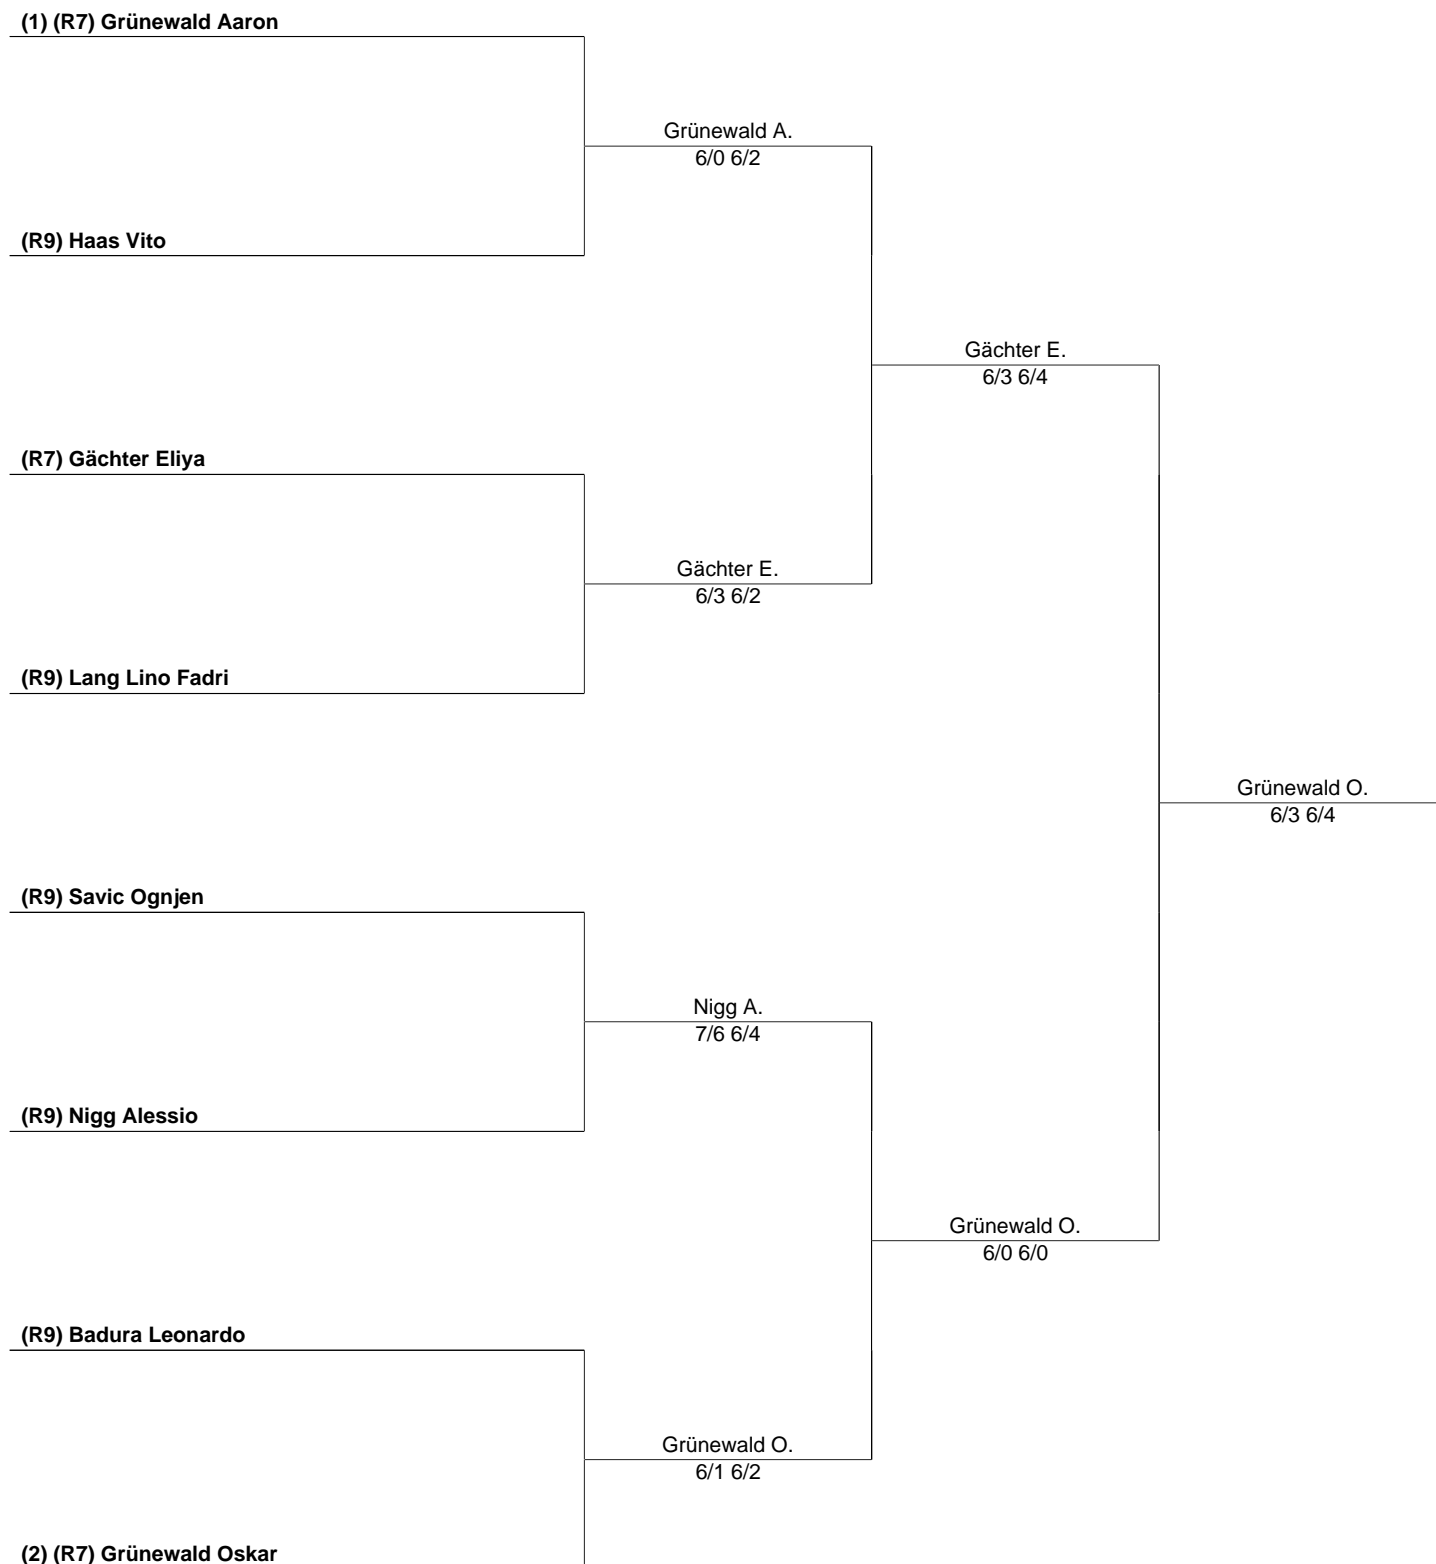 (1) (R7) Grünewald Aaron
Grünewald A.
6/0 6/2
(R9) Haas Vito
Gächter E.
6/3 6/4
(R7) Gächter Eliya
Gächter E.
6/3 6/2
(R9) Lang Lino Fadri
Grünewald O.
6/3 6/4
(R9) Savic Ognjen
Nigg A.
7/6 6/4
(R9) Nigg Alessio
Grünewald O.
6/0 6/0
(R9) Badura Leonardo
Grünewald O.
6/1 6/2
(2) (R7) Grünewald Oskar